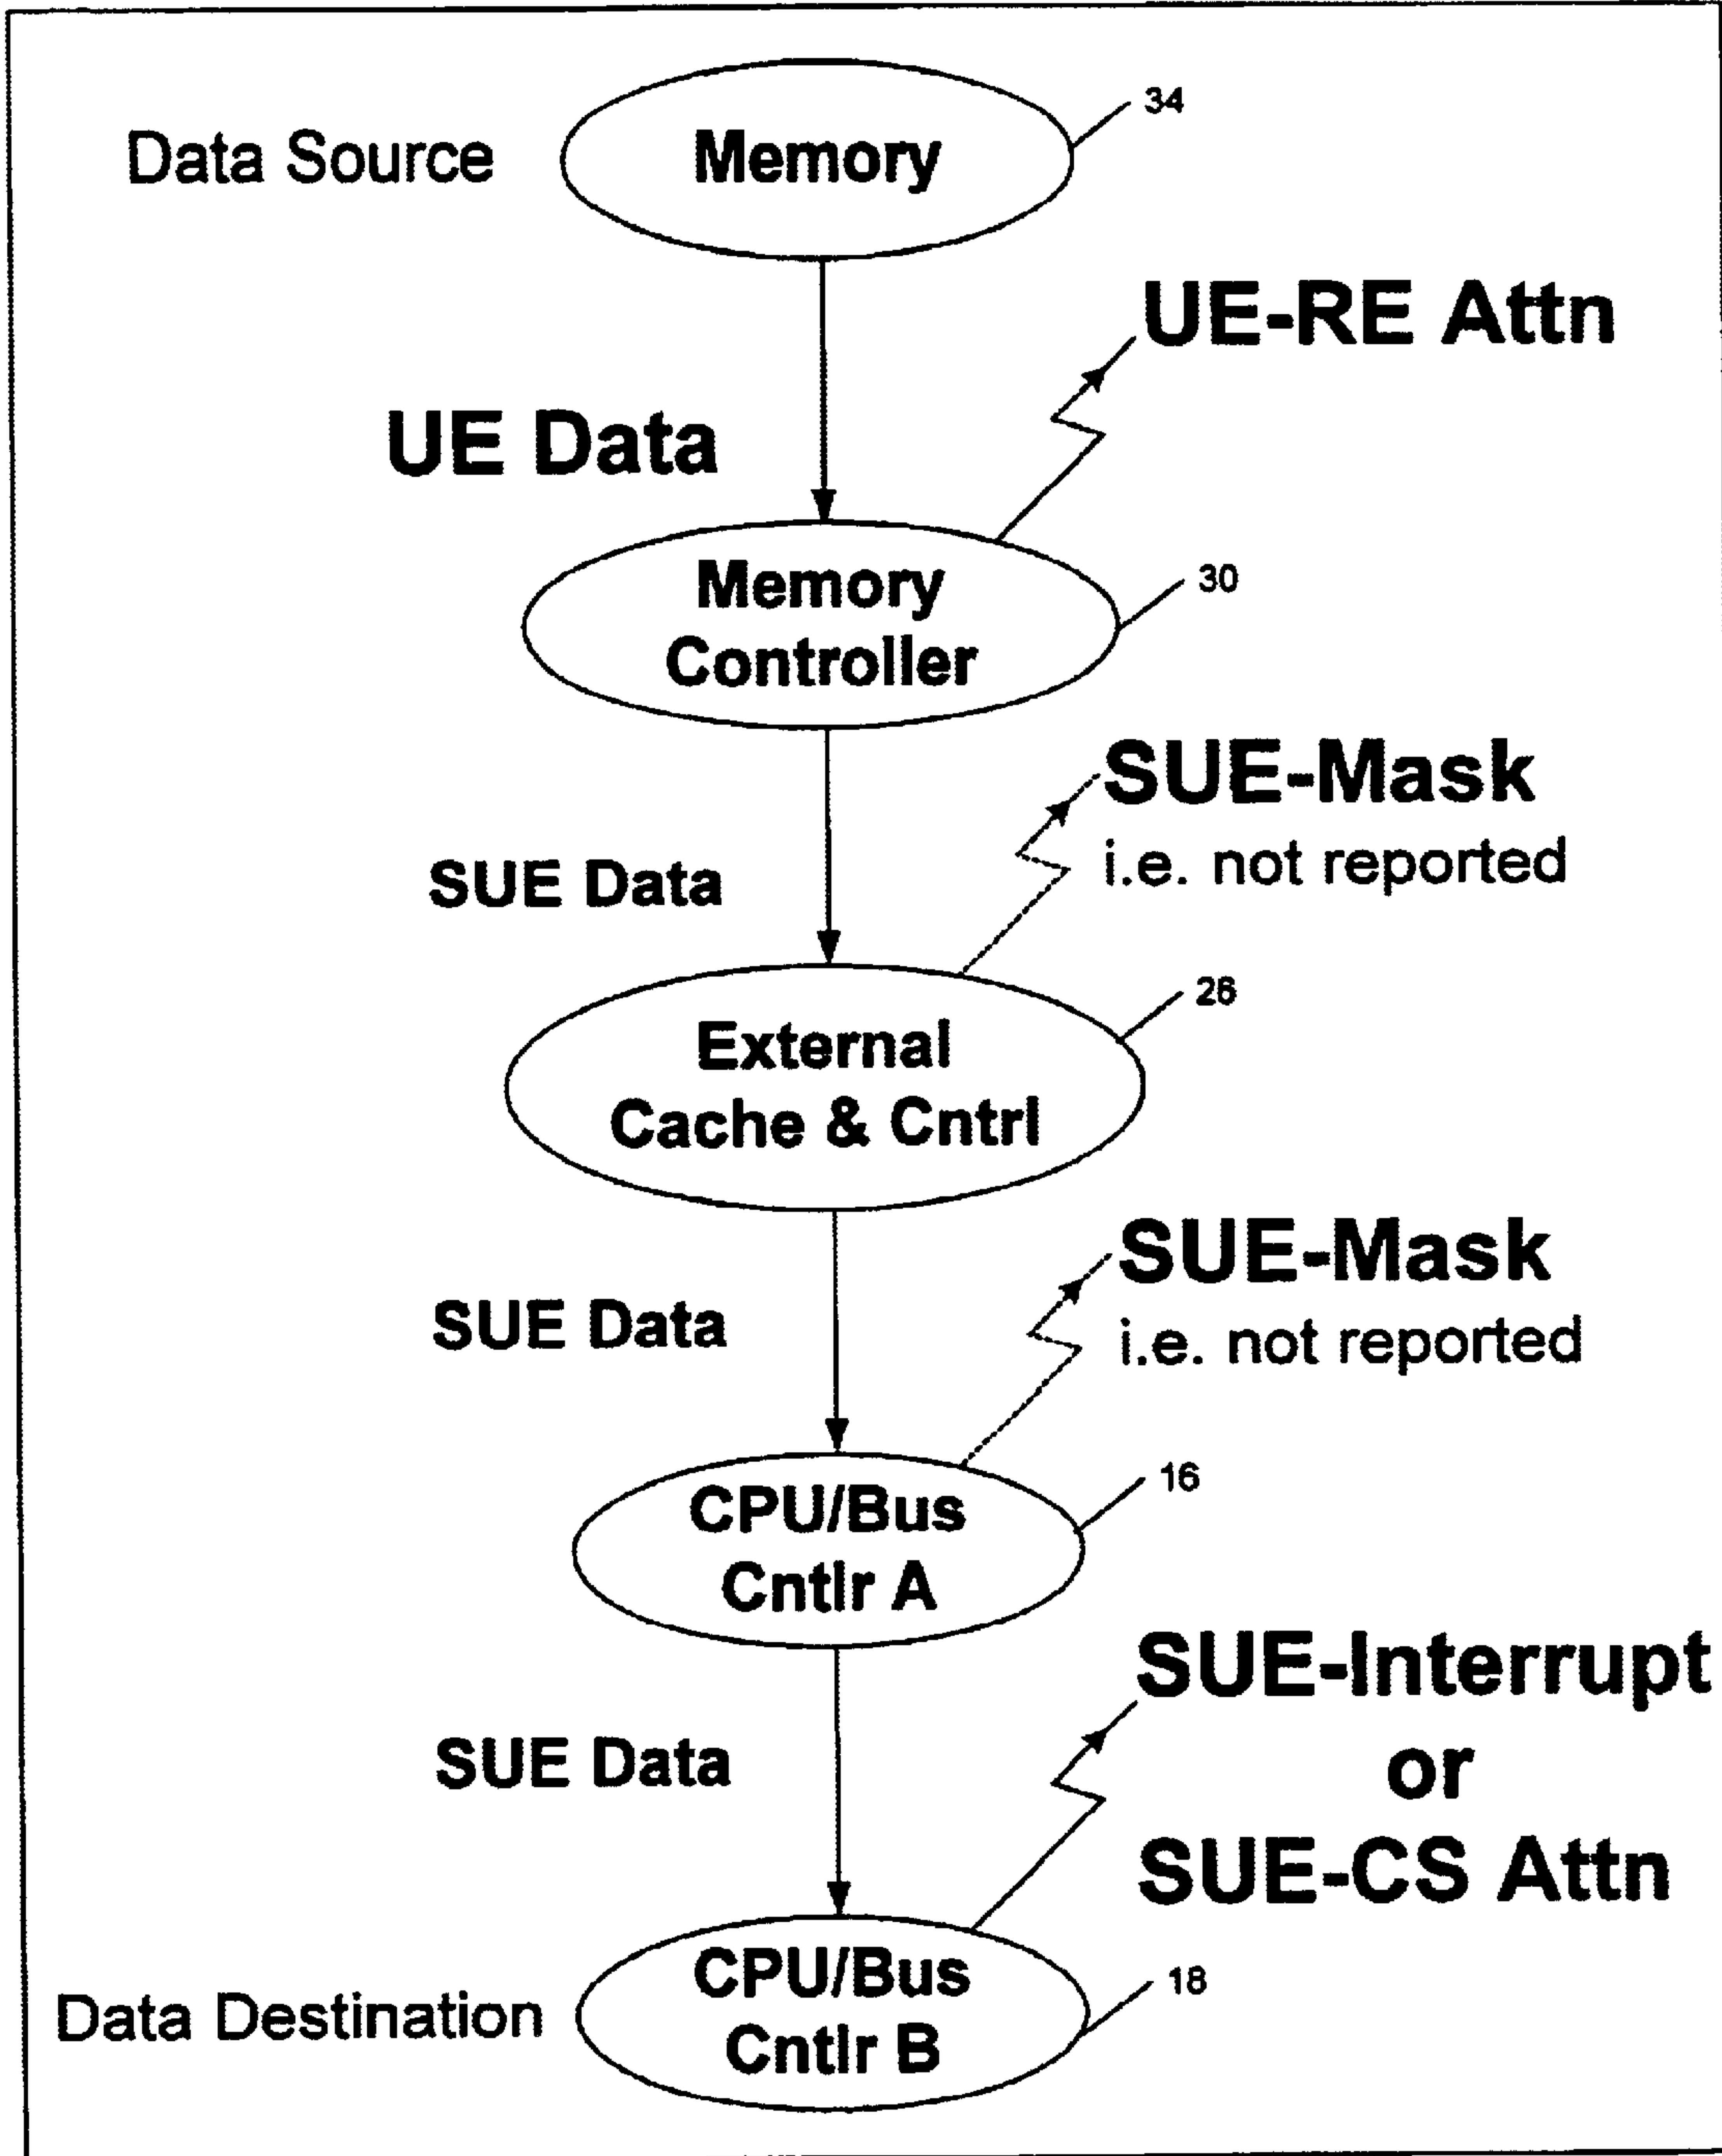 34
Data Source
Memory
UE-RE Attn
UE Data
Memory
Controller
30
SUE-Mask
i.e. not reported
SUE Data
26
External
Cache & Cntrl
SUE-Mask
i.e. not reported
SUE Data
16
CPU/Bus
Cntlr A
SUE-Interrupt
or
SUE-CS Attn
SUE Data
18
CPU/Bus
Cntlr B
Data Destination